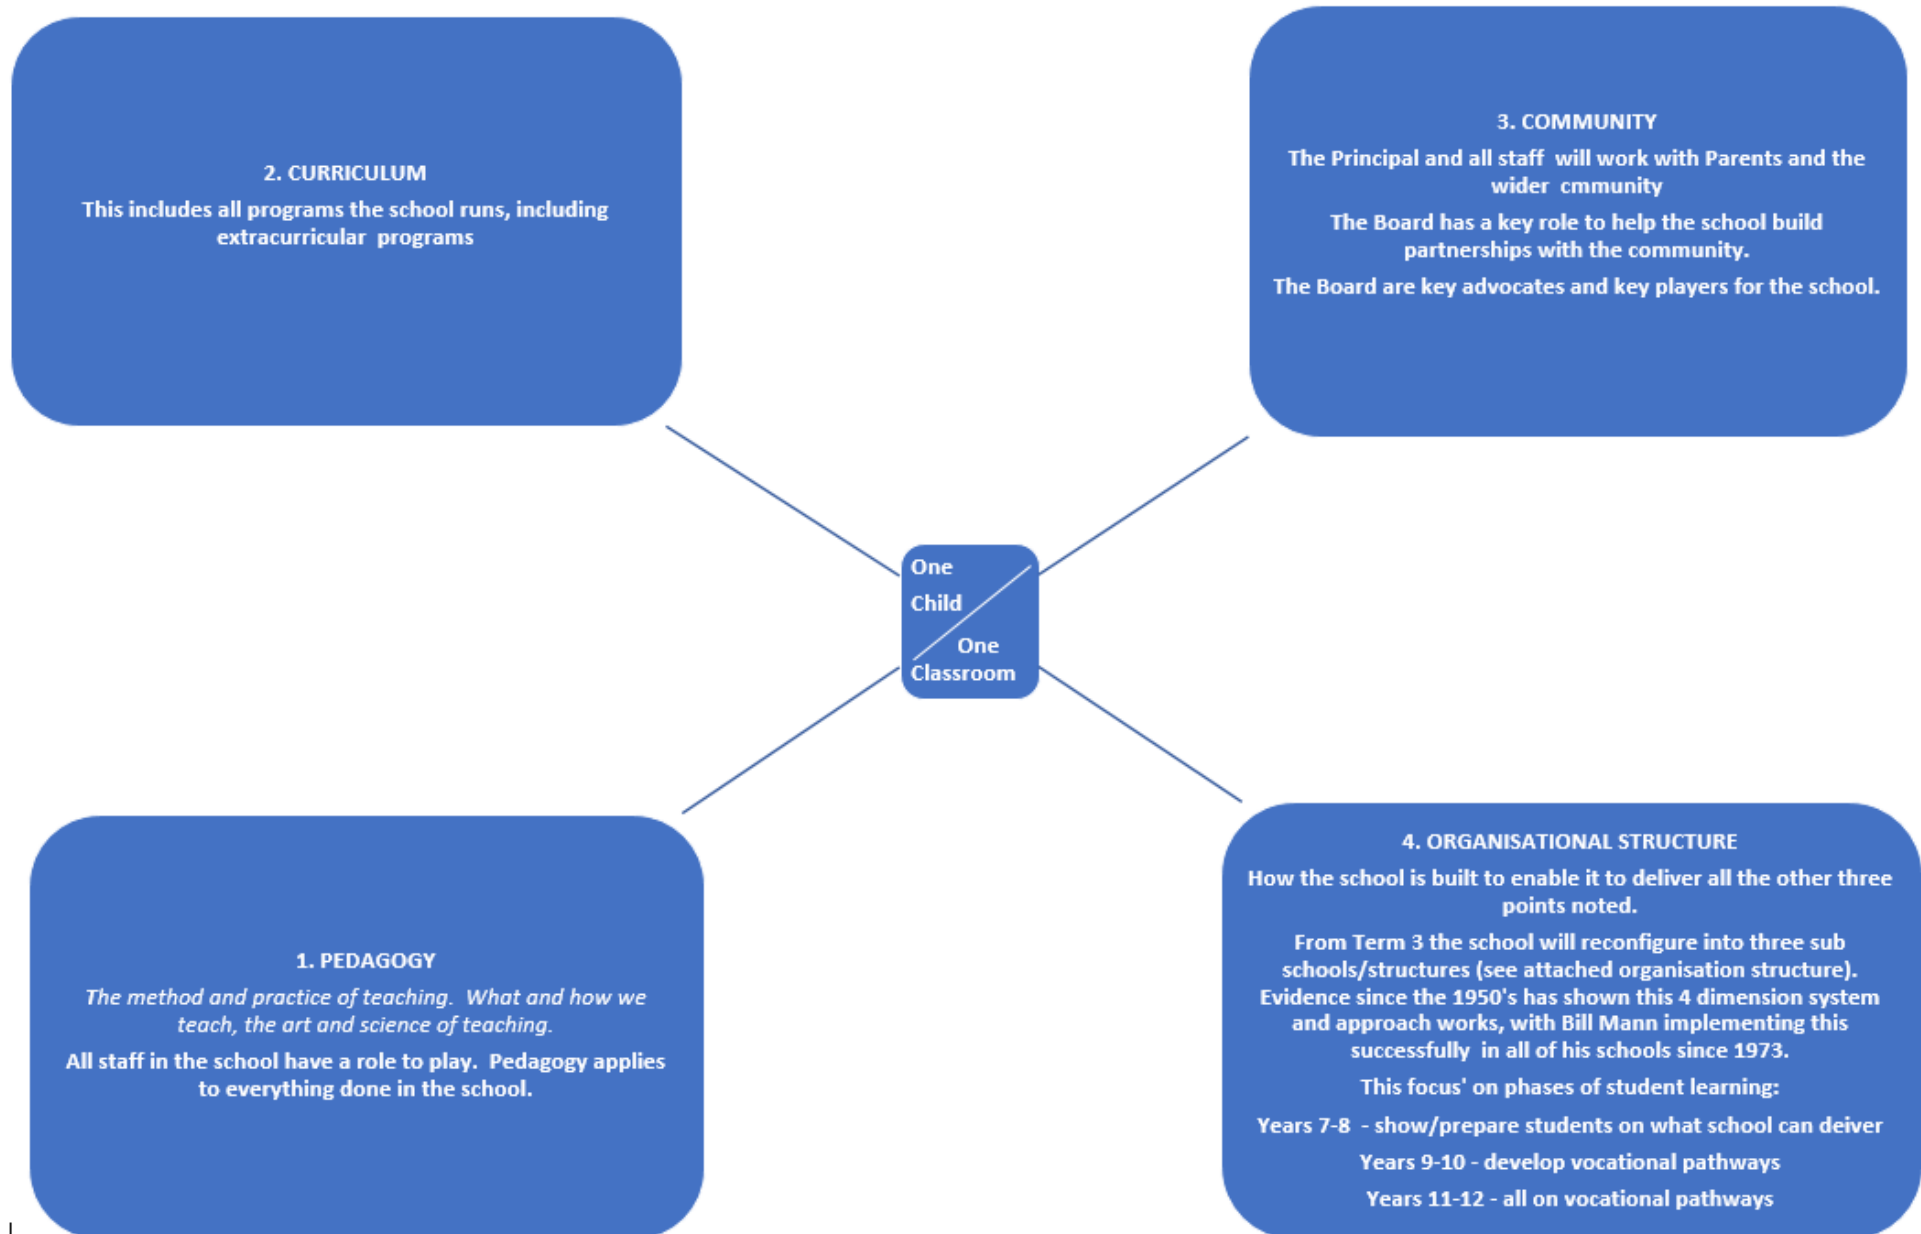 2. CURRICULUM
This includes all programs the school runs, including
extracurricular programs
3. COMMUNITY
The Principal and all staff will work with Parents and the
wider cmmunity
The Board has a key role to help the school build
partnerships with the community.
The Board are key advocates and key players for the school.
One
Child
One
Classroom
1. PEDAGOGY
The method and practice of teaching. What and how we
teach, the art and science of teaching.
All staff in the school have a role to play. Pedagogy applies
to everything done in the school.
4. ORGANISATIONAL STRUCTURE
How the school is built to enable it to deliver all the other three
points noted.
From Term 3 the school will reconfigure into three sub
schools/structures (see attached organisation structure).
Evidence since the 1950's has shown this 4 dimension system
and approach works, with Bill Mann implementing this
successfully in all of his schools since 1973.
This focus' on phases of student learning:
Years 7-8 - show/prepare students on what school can deiver
Years 9-10 - develop vocational pathways
Years 11-12 - all on vocational pathways